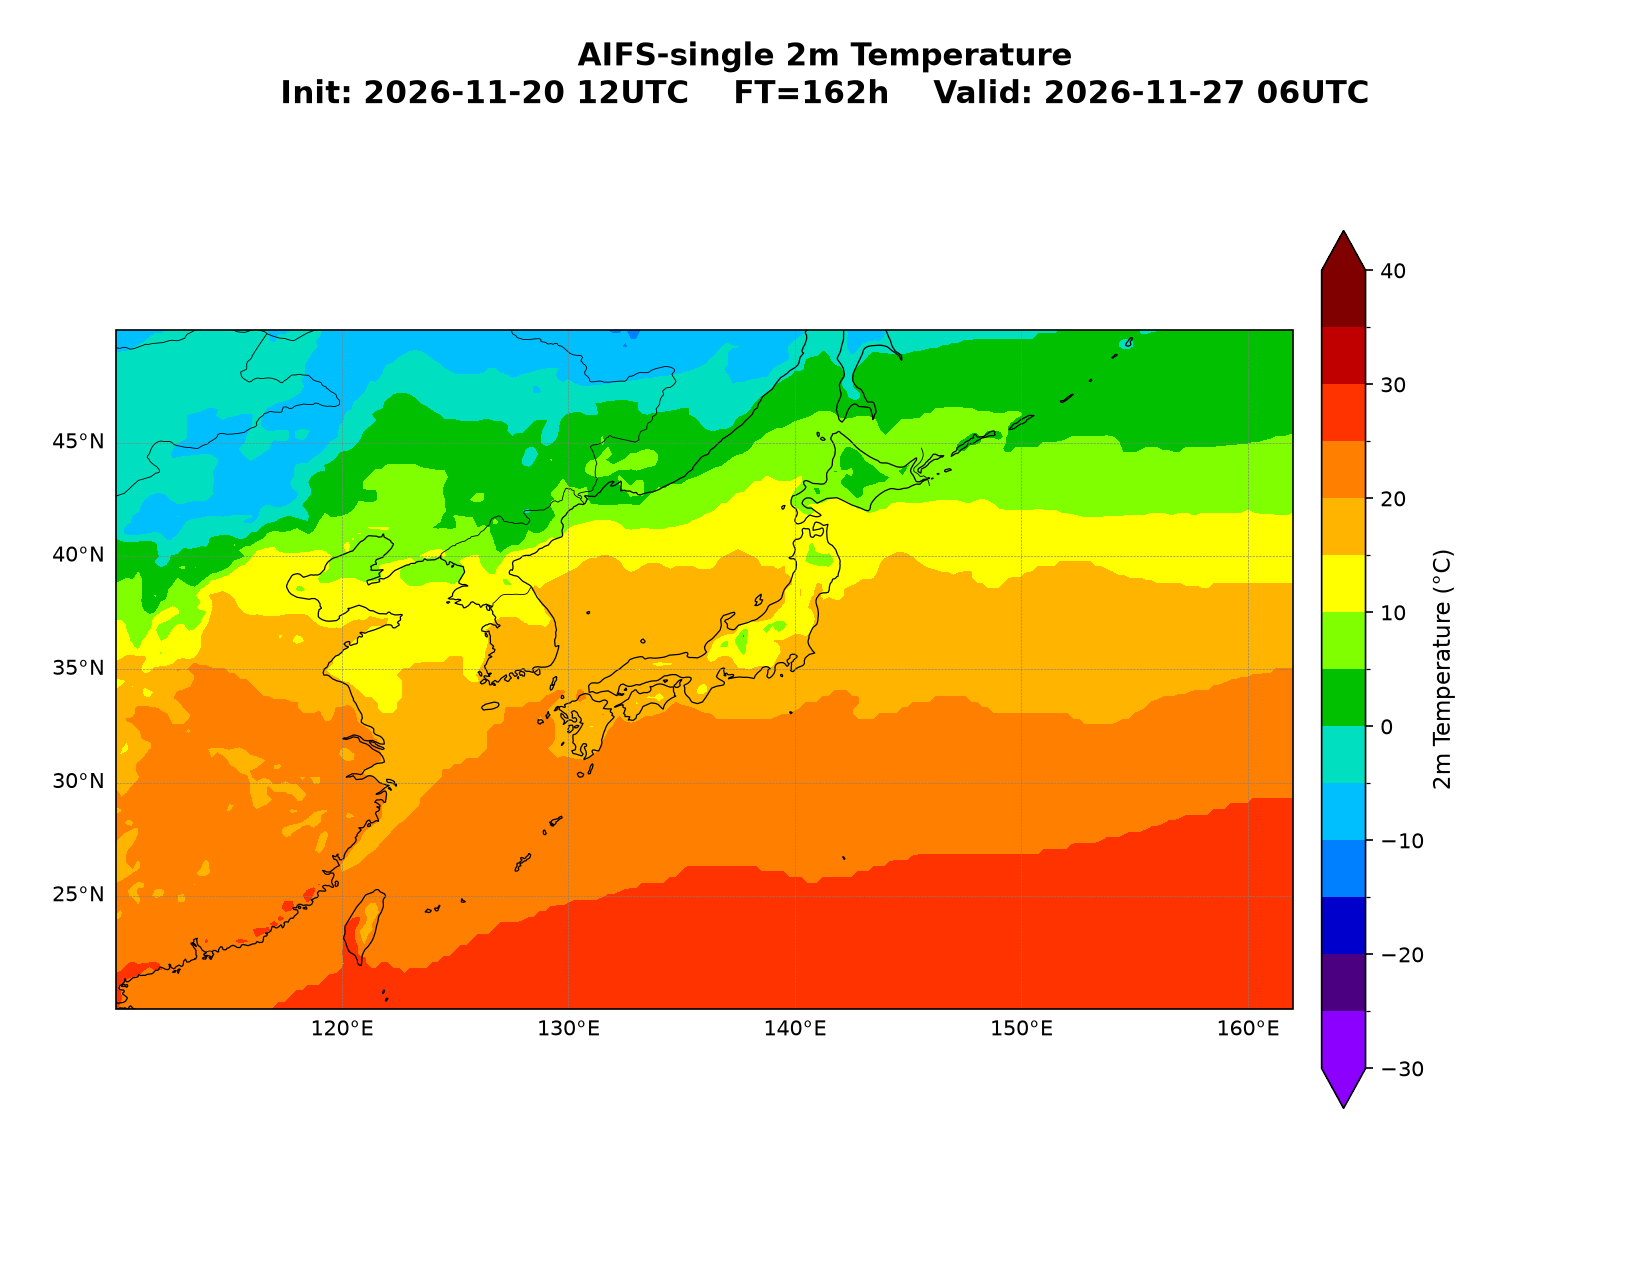 AIFS-single 2m Temperature
Init: 2026-11-20 12UTC    FT=162h    Valid: 2026-11-27 06UTC
45°N
40°N
35°N
30°N
25°N
120°E
130°E
140°E
150°E
160°E
40
30
20
10
0
−10
−20
−30
2m Temperature (°C)